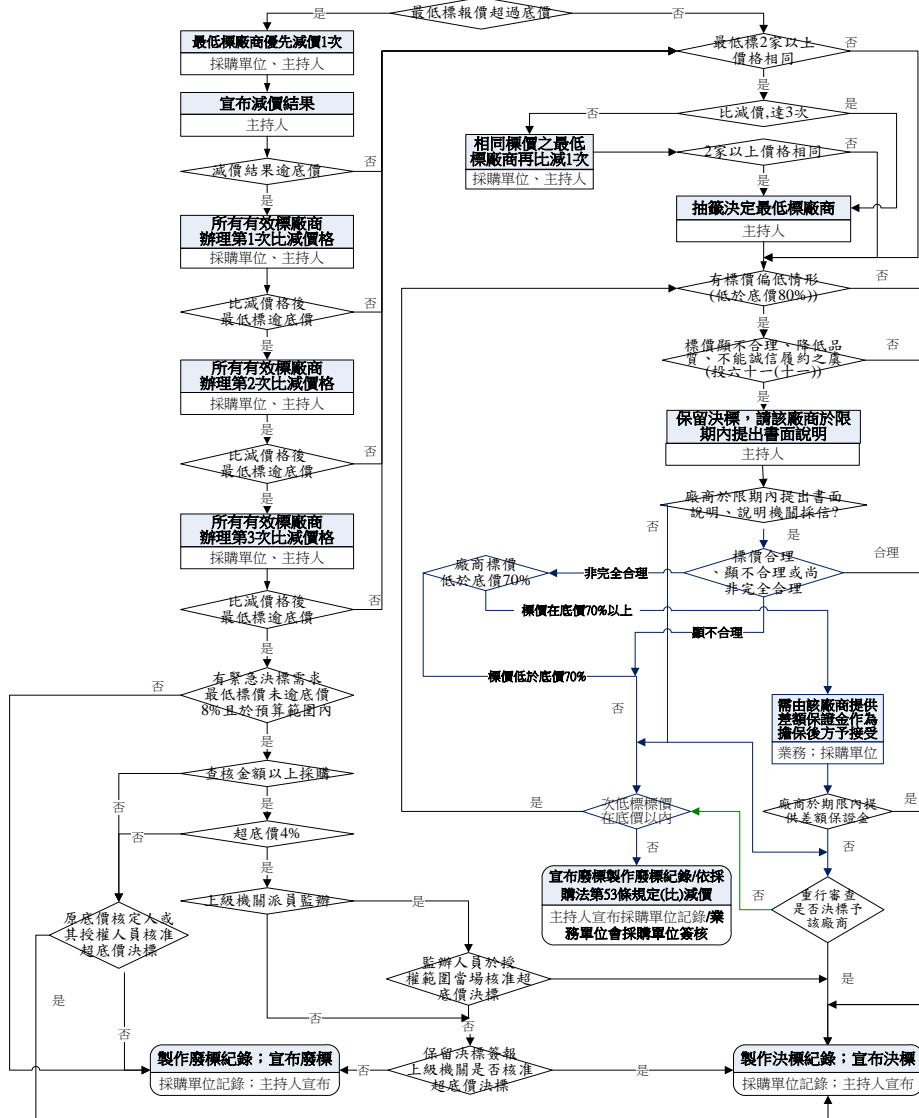 最低標報價超過底價
是
否
最低標廠商優先減價1次
採購單位、主持人
宣布減價結果
主持人
減價結果逾底價
否
是
所有有效標廠商
辦理第1次比減價格
採購單位、主持人
是
比減價格後
最低標逾底價
否
是
所有有效標廠商
辦理第2次比減價格
採購單位、主持人
是
比減價格後
最低標逾底價
否
是
所有有效標廠商
辦理第3次比減價格
採購單位、主持人
是
比減價格後
最低標逾底價
否
是
有緊急決標需求
最低標價未逾底價
8%且於預算範圍內
否
是
查核金額以上採購
否
是
超底價4%
否
是
上級機關派員監辦
是
否
原底價核定人或
其授權人員核准
超底價決標
是
否
監辦人員於授
權範圍當場核准超
底價決標
是
否
保留決標簽報
上級機關是否核准
超底價決標
否
是
製作廢標紀錄；宣布廢標
採購單位記錄；主持人宣布
最低標2家以上
價格相同
否
是
比減價,達3次
否
是
相同標價之最低
標廠商再比減1次
採購單位、主持人
2家以上價格相同
否
是
抽籤決定最低標廠商
主持人
是
有標價偏低情形
(低於底價80%))
否
是
標價顯不合理、降低品
質、不能誠信履約之虞
(投六十一(十一))
否
是
保留決標，請該廠商於限
期內提出書面說明
主持人
廠商於限期內提出書面
說明、說明機關採信?
否
是
標價合理
、顯不合理或尚
非完全合理
合理
非完全合理
廠商標價
低於底價70%
標價在底價70%以上
顯不合理
標價低於底價70%
否
需由該廠商提供
差額保證金作為
擔保後方予接受
業務；採購單位
否
廠商於期限內提
供差額保證金
是
否
次低標標價
在底價以內
是
否
宣布廢標製作廢標紀錄/依採
購法第53條規定(比)減價
主持人宣布採購單位記錄/業
務單位會採購單位簽核
重行審查
是否決標予
該廠商
否
是
製作決標紀錄；宣布決標
採購單位記錄；主持人宣布